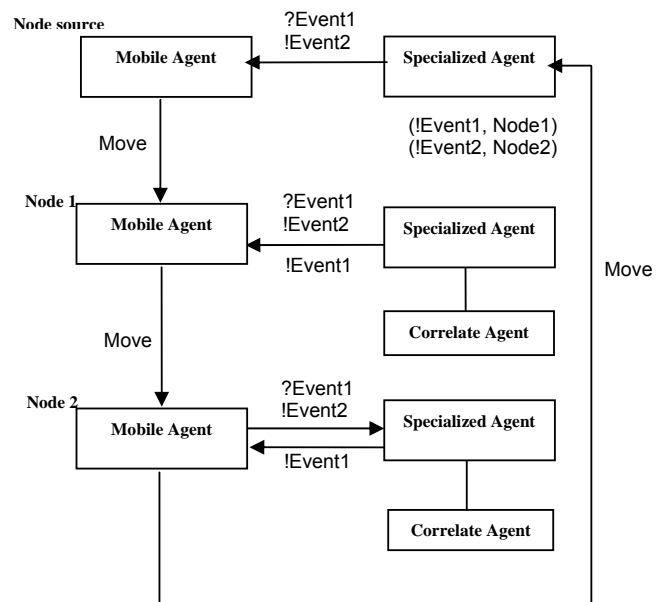 Node source
?Event1
!Event2
Mobile Agent
Specialized Agent
(!Event1, Node1)
(!Event2, Node2)
Move
Node 1
?Event1
!Event2
Mobile Agent
Specialized Agent
!Event1
Move
Correlate Agent
Move
Node 2
?Event1
!Event2
Mobile Agent
Specialized Agent
!Event1
Correlate Agent